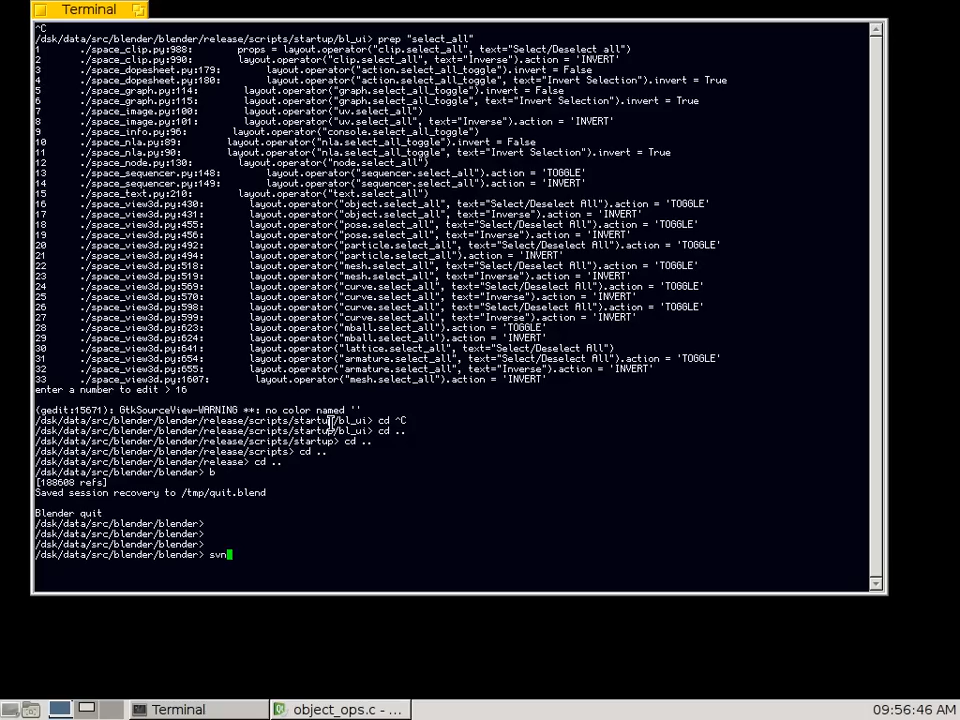 Terminal
^C
/dsk/data/src/blender/blender/release/scripts/startup/bl_ui> prep "select_all"
1 ./space_clip.py:988: props = layout.operator("clip.select_all", text="Select/Deselect all")
2 ./space_clip.py:990: layout.operator("clip.select_all", text="Inverse").action = 'INVERT'
3 ./space_dopesheet.py:179: layout.operator("action.select_all_toggle").invert = False
4 ./space_dopesheet.py:180: layout.operator("action.select_all_toggle", text="Invert Selection").invert = True
5 ./space_graph.py:114: layout.operator("graph.select_all_toggle").invert = False
6 ./space_graph.py:115: layout.operator("graph.select_all_toggle", text="Invert Selection").invert = True
7 ./space_image.py:100: layout.operator("uv.select_all")
8 ./space_image.py:101: layout.operator("uv.select_all", text="Inverse").action = 'INVERT'
9 ./space_info.py:96: layout.operator("console.select_all_toggle")
10 ./space_nla.py:89: layout.operator("nla.select_all_toggle").invert = False
11 ./space_nla.py:90: layout.operator("nla.select_all_toggle", text="Invert Selection").invert = True
12 ./space_node.py:130: layout.operator("node.select_all")
13 ./space_sequencer.py:148: layout.operator("sequencer.select_all").action = 'TOGGLE'
14 ./space_sequencer.py:149: layout.operator("sequencer.select_all").action = 'INVERT'
15 ./space_text.py:210: layout.operator("text.select_all")
16 ./space_view3d.py:430: layout.operator("object.select_all", text="Select/Deselect All").action = 'TOGGLE'
17 ./space_view3d.py:431: layout.operator("object.select_all", text="Inverse").action = 'INVERT'
18 ./space_view3d.py:455: layout.operator("pose.select_all", text="Select/Deselect All").action = 'TOGGLE'
19 ./space_view3d.py:456: layout.operator("pose.select_all", text="Inverse").action = 'INVERT'
20 ./space_view3d.py:492: layout.operator("particle.select_all", text="Select/Deselect All").action = 'TOGGLE'
21 ./space_view3d.py:494: layout.operator("particle.select_all").action = 'INVERT'
22 ./space_view3d.py:518: layout.operator("mesh.select_all", text="Select/Deselect All").action = 'TOGGLE'
23 ./space_view3d.py:519: layout.operator("mesh.select_all", text="Inverse").action = 'INVERT'
24 ./space_view3d.py:569: layout.operator("curve.select_all", text="Select/Deselect All").action = 'TOGGLE'
25 ./space_view3d.py:570: layout.operator("curve.select_all", text="Inverse").action = 'INVERT'
26 ./space_view3d.py:598: layout.operator("curve.select_all", text="Select/Deselect All").action = 'TOGGLE'
27 ./space_view3d.py:599: layout.operator("curve.select_all", text="Inverse").action = 'INVERT'
28 ./space_view3d.py:623: layout.operator("mball.select_all").action = 'TOGGLE'
29 ./space_view3d.py:624: layout.operator("mball.select_all").action = 'INVERT'
30 ./space_view3d.py:641: layout.operator("lattice.select_all", text="Select/Deselect All")
31 ./space_view3d.py:654: layout.operator("armature.select_all", text="Select/Deselect All").action = 'TOGGLE'
32 ./space_view3d.py:655: layout.operator("armature.select_all", text="Inverse").action = 'INVERT'
33 ./space_view3d.py:1607: layout.operator("mesh.select_all").action = 'INVERT'
enter a number to edit > 16
(gedit:15671): GtkSourceView-WARNING **: no color named ''
/dsk/data/src/blender/blender/release/scripts/startup/bl_ui> cd ^C
/dsk/data/src/blender/blender/release/scripts/startup/bl_ui> cd ..
/dsk/data/src/blender/blender/release/scripts/startup> cd ..
/dsk/data/src/blender/blender/release/scripts> cd ..
/dsk/data/src/blender/blender/release> cd ..
/dsk/data/src/blender/blender> b
[188608 refs]
Saved session recovery to /tmp/quit.blend
Blender quit
/dsk/data/src/blender/blender>
/dsk/data/src/blender/blender>
/dsk/data/src/blender/blender>
/dsk/data/src/blender/blender> svn
Terminal
object_ops.c - ...
09:56:46 AM